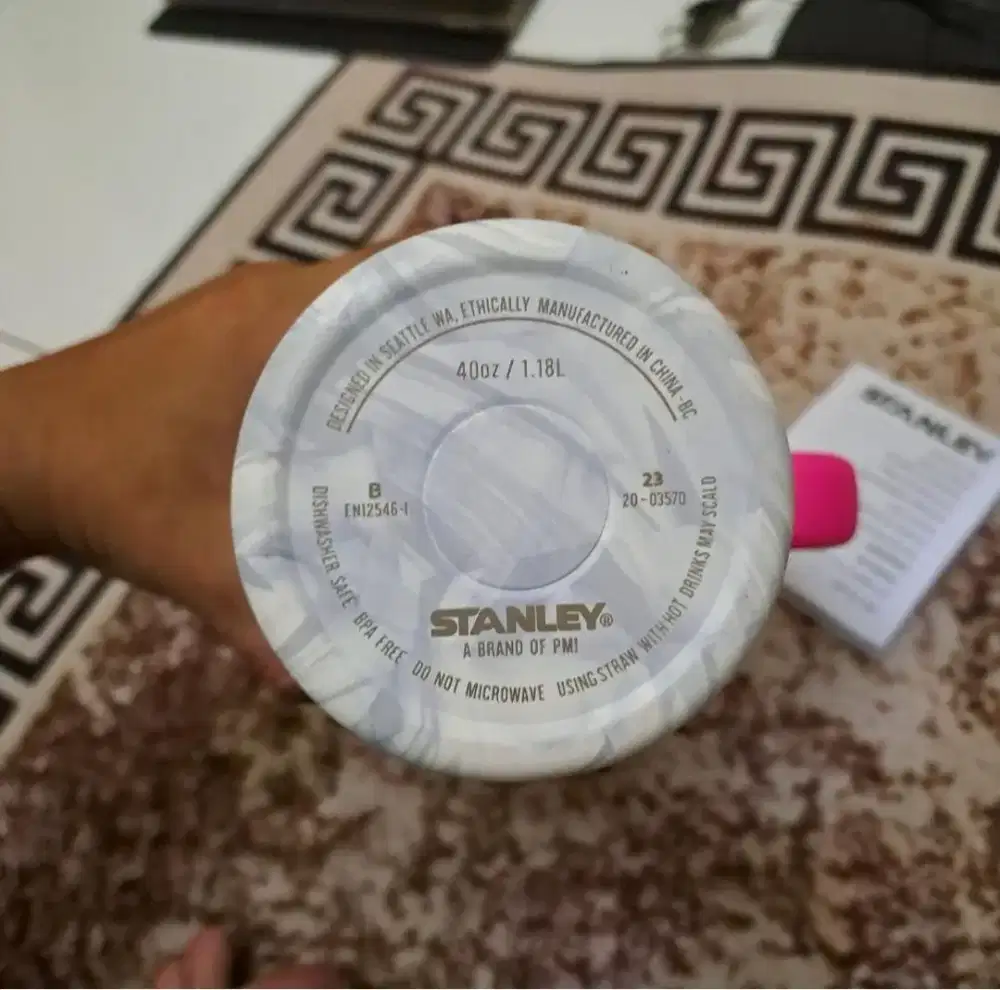 DESIGNED IN SEATTLE WA, ETHICALLY MANUFACTURED IN CHINA-BC
40oz / 1.18L
B
EN12546-1
23
20-03570
STANLEY®
A BRAND OF PMI
DISHWASHER SAFE BPA FREE DO NOT MICROWAVE USING STRAW WITH HOT DRINKS MAY SCALD
STANLEY